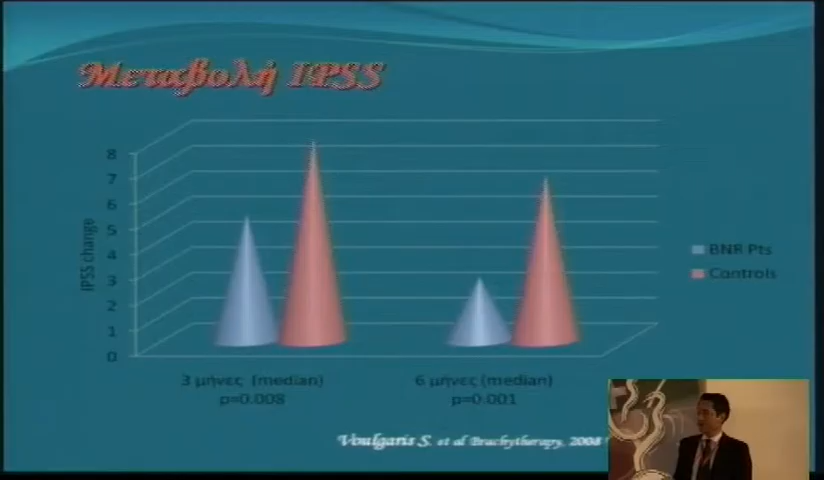 Μεταβολή IPSS
8
7
6
5
4
3
2
1
0
IPSS change
3 μήνες (median)
p=0.008
6 μήνες (median)
p=0.001
BNR Pts
Controls
Voulgaris S. et al Brachytherapy, 2008